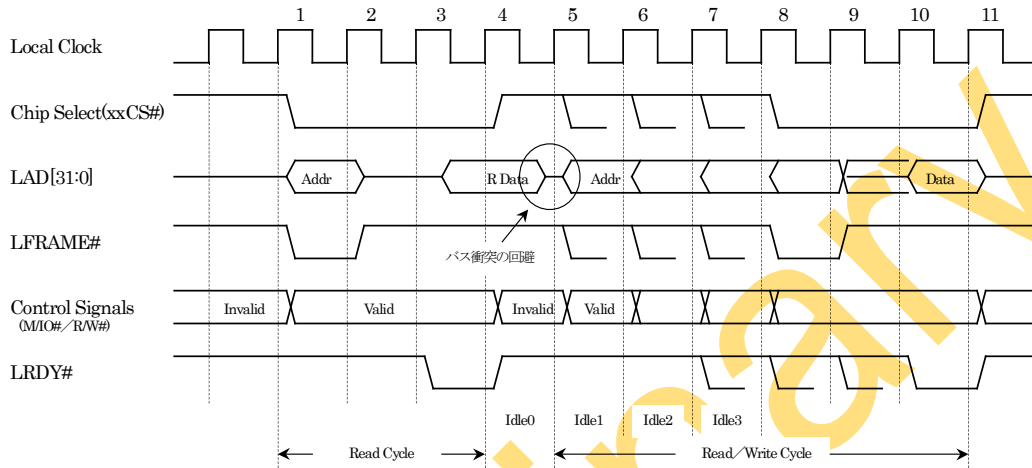 1 2 3 4 5 6 7 8 9 10 11
Local Clock
Chip Select(xxCS#)
LAD[31:0] Addr R Data Addr Data
LFRAME#
バス衝突の回避
Control Signals Invalid Valid Invalid Valid
(M/IO#／R/W#)
LRDY#
Idle0 Idle1 Idle2 Idle3
Read Cycle Read／Write Cycle